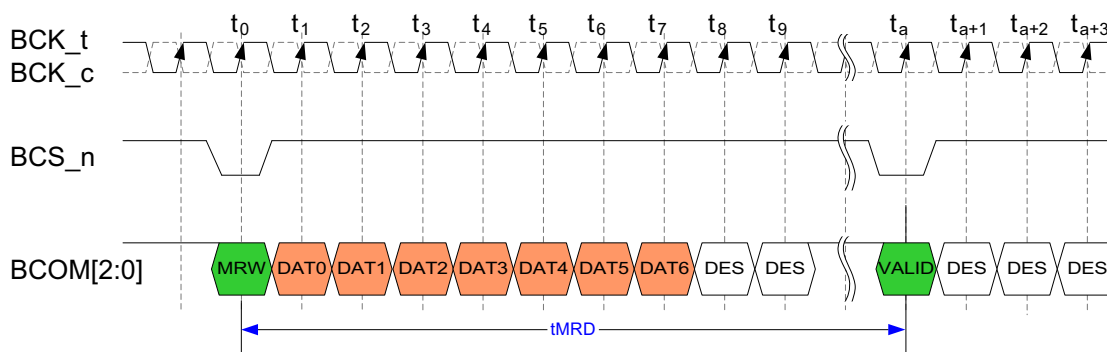 t0 t1 t2 t3 t4 t5 t6 t7 t8 t9 ta ta+1 ta+2 ta+3
BCK_t
BCK_c
BCS_n
BCOM[2:0] MRW DAT0 DAT1 DAT2 DAT3 DAT4 DAT5 DAT6 DES DES VALID DES DES DES
tMRD